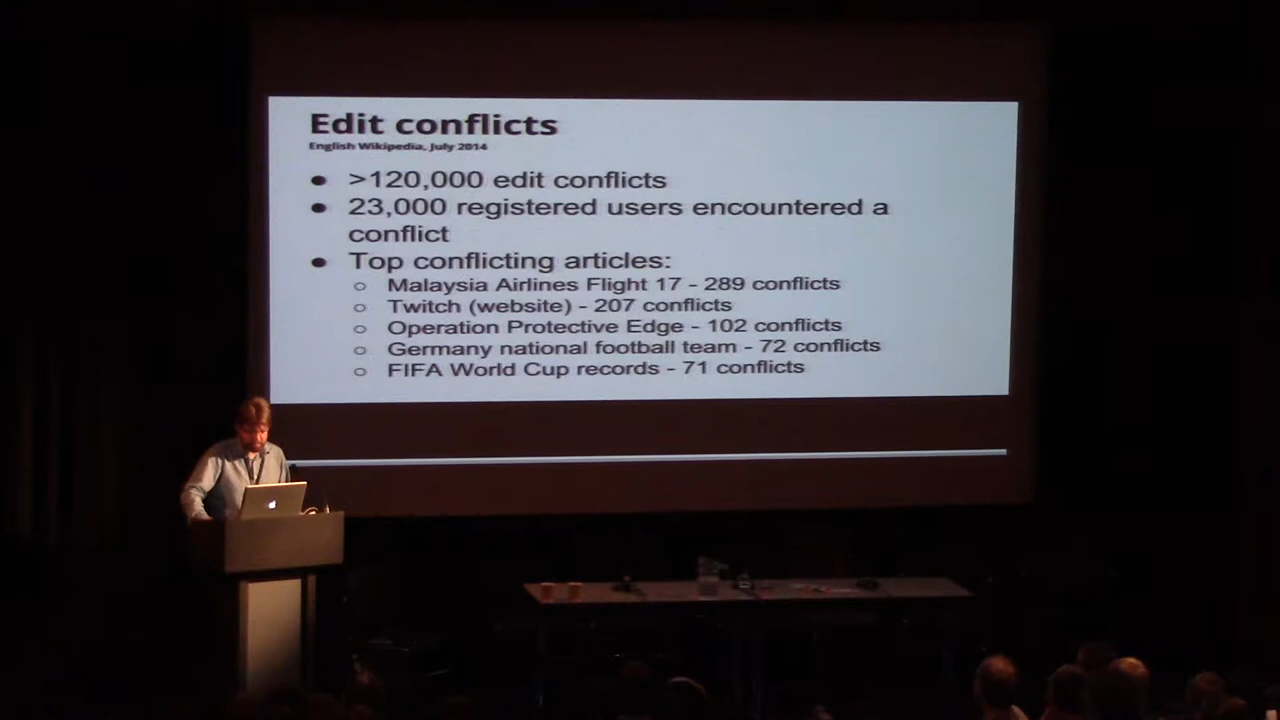 Edit conflicts
English Wikipedia, July 2014
● >120,000 edit conflicts
● 23,000 registered users encountered a
conflict
● Top conflicting articles:
○ Malaysia Airlines Flight 17 - 289 conflicts
○ Twitch (website) - 207 conflicts
○ Operation Protective Edge - 102 conflicts
○ Germany national football team - 72 conflicts
○ FIFA World Cup records - 71 conflicts